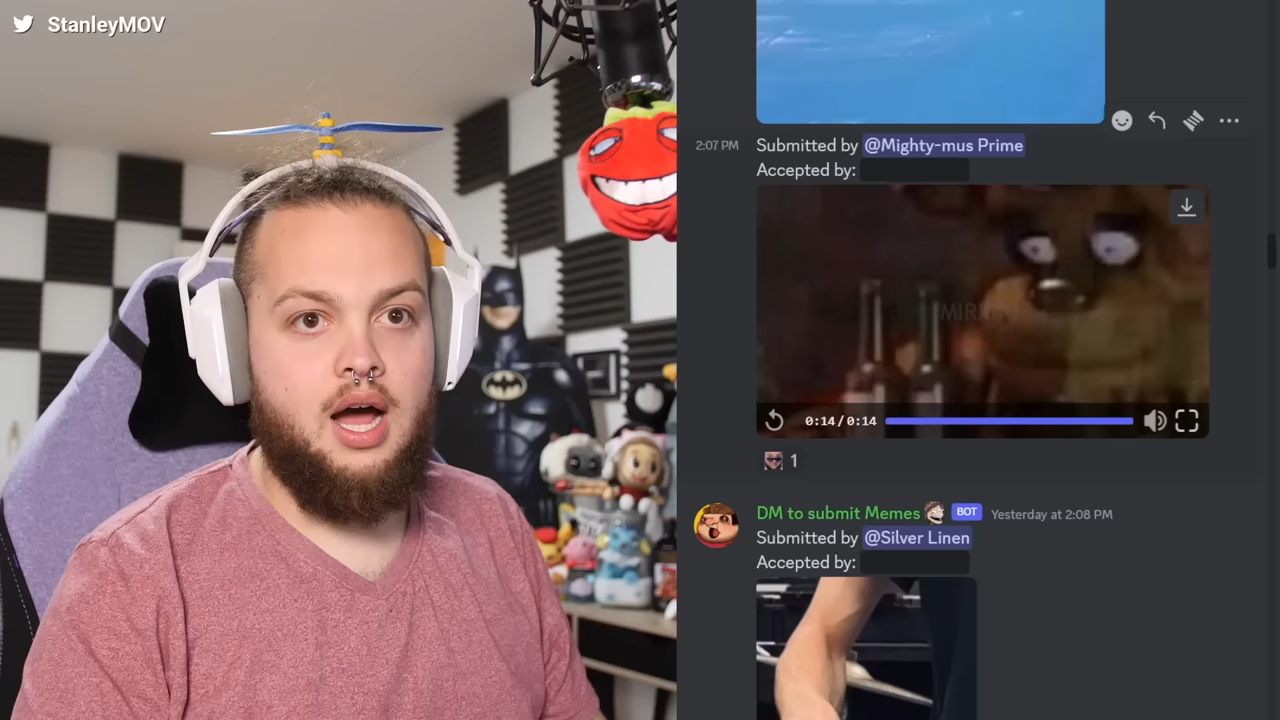 StanleyMOV
2:07 PM
Submitted by @Mighty-mus Prime
Accepted by:
0:14/0:14
1
DM to submit Memes BOT Yesterday at 2:08 PM
Submitted by @Silver Linen
Accepted by: